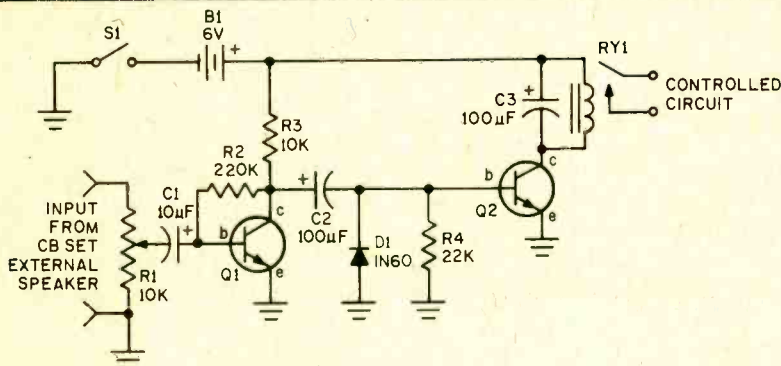 S1
B1
6V
+
RY1
CONTROLLED
CIRCUIT
+
C3
100µF
R3
10K
R2
220K
C1
10µF
+
b
c
e
Q1
+
C2
100µF
D1
IN60
R4
22K
b
c
e
Q2
INPUT
FROM
CB SET
EXTERNAL
SPEAKER
R1
10K